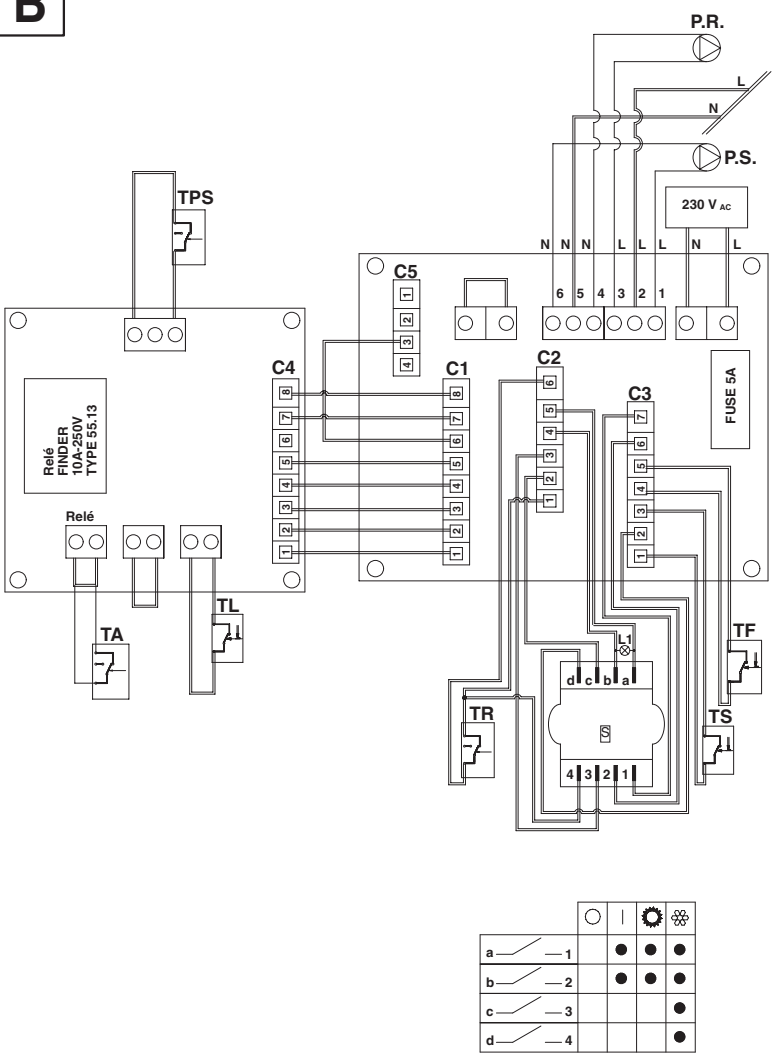 B
P.R.
L
N
P.S.
TPS
230 V AC
N N N L L L N L
C5
6 5 4 3 2 1
1
2
3
4
C4
C1
C2
C3
FUSE 5A
8
7
6
5
4
3
2
1
8
7
6
5
4
3
2
1
6
5
4
3
2
1
7
6
5
4
3
2
1
Relé
FINDER
10A-250V
TYPE 55.13
Relé
TA
TL
L1
TF
d c b a
TR
S
TS
4 3 2 1
a 1
b 2
c 3
d 4